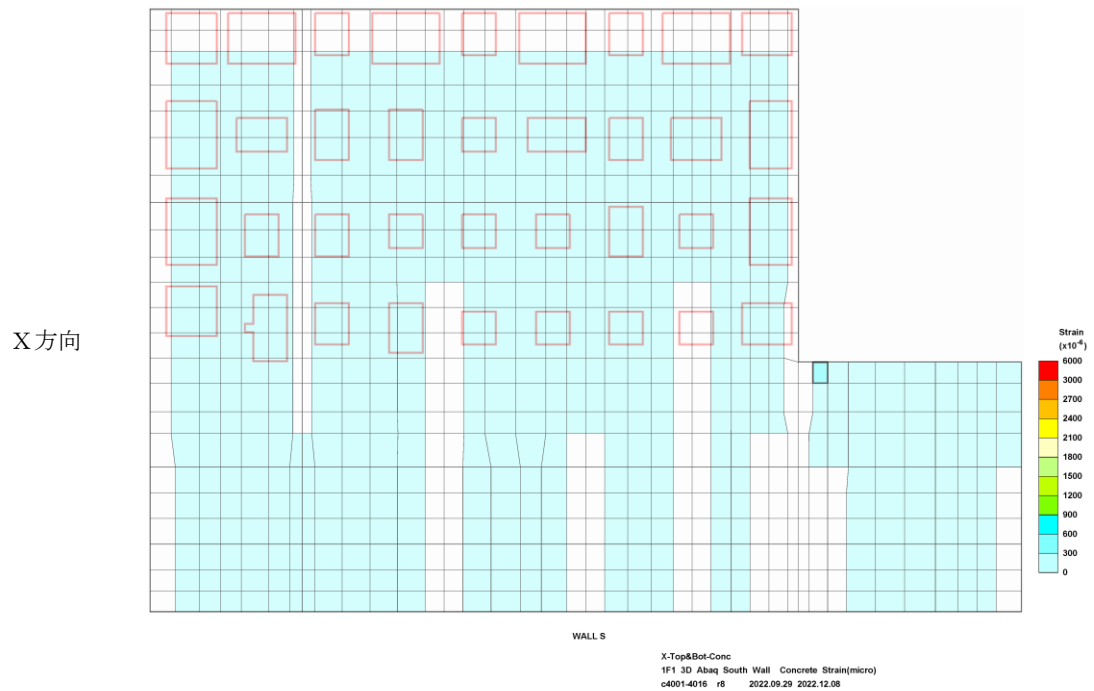 X方向
Strain
(x10-6)
6000
3000
2700
2400
2100
1800
1500
1200
900
600
300
0
WALL S
X-Top&Bot-Conc
1F1 3D Abaq South Wall Concrete Strain(micro)
c4001-4016 r8 2022.09.29 2022.12.08